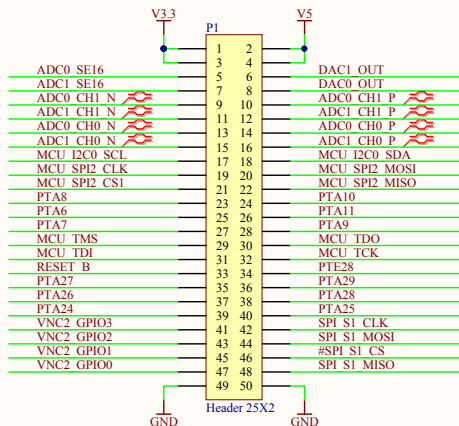 V3.3 P1 V5
1 2
3 4
ADC0_SE16 5 6 DAC1_OUT
ADC1_SE16 7 8 DAC0_OUT
ADC0_CH1_N 9 10 ADC0_CH1_P
ADC1_CH1_N 11 12 ADC1_CH1_P
ADC0_CH0_N 13 14 ADC0_CH0_P
ADC1_CH0_N 15 16 ADC1_CH0_P
MCU_I2C0_SCL 17 18 MCU_I2C0_SDA
MCU_SPI2_CLK 19 20 MCU_SPI2_MOSI
MCU_SPI2_CS1 21 22 MCU_SPI2_MISO
PTA8 23 24 PTA10
PTA6 25 26 PTA11
PTA7 27 28 PTA9
MCU_TMS 29 30 MCU_TDO
MCU_TDI 31 32 MCU_TCK
RESET_B 33 34 PTE28
PTA27 35 36 PTA29
PTA26 37 38 PTA28
PTA24 39 40 PTA25
VNC2_GPIO3 41 42 SPI_S1_CLK
VNC2_GPIO2 43 44 SPI_S1_MOSI
VNC2_GPIO1 45 46 #SPI_S1_CS
VNC2_GPIO0 47 48 SPI_S1_MISO
49 50
Header 25X2
GND GND